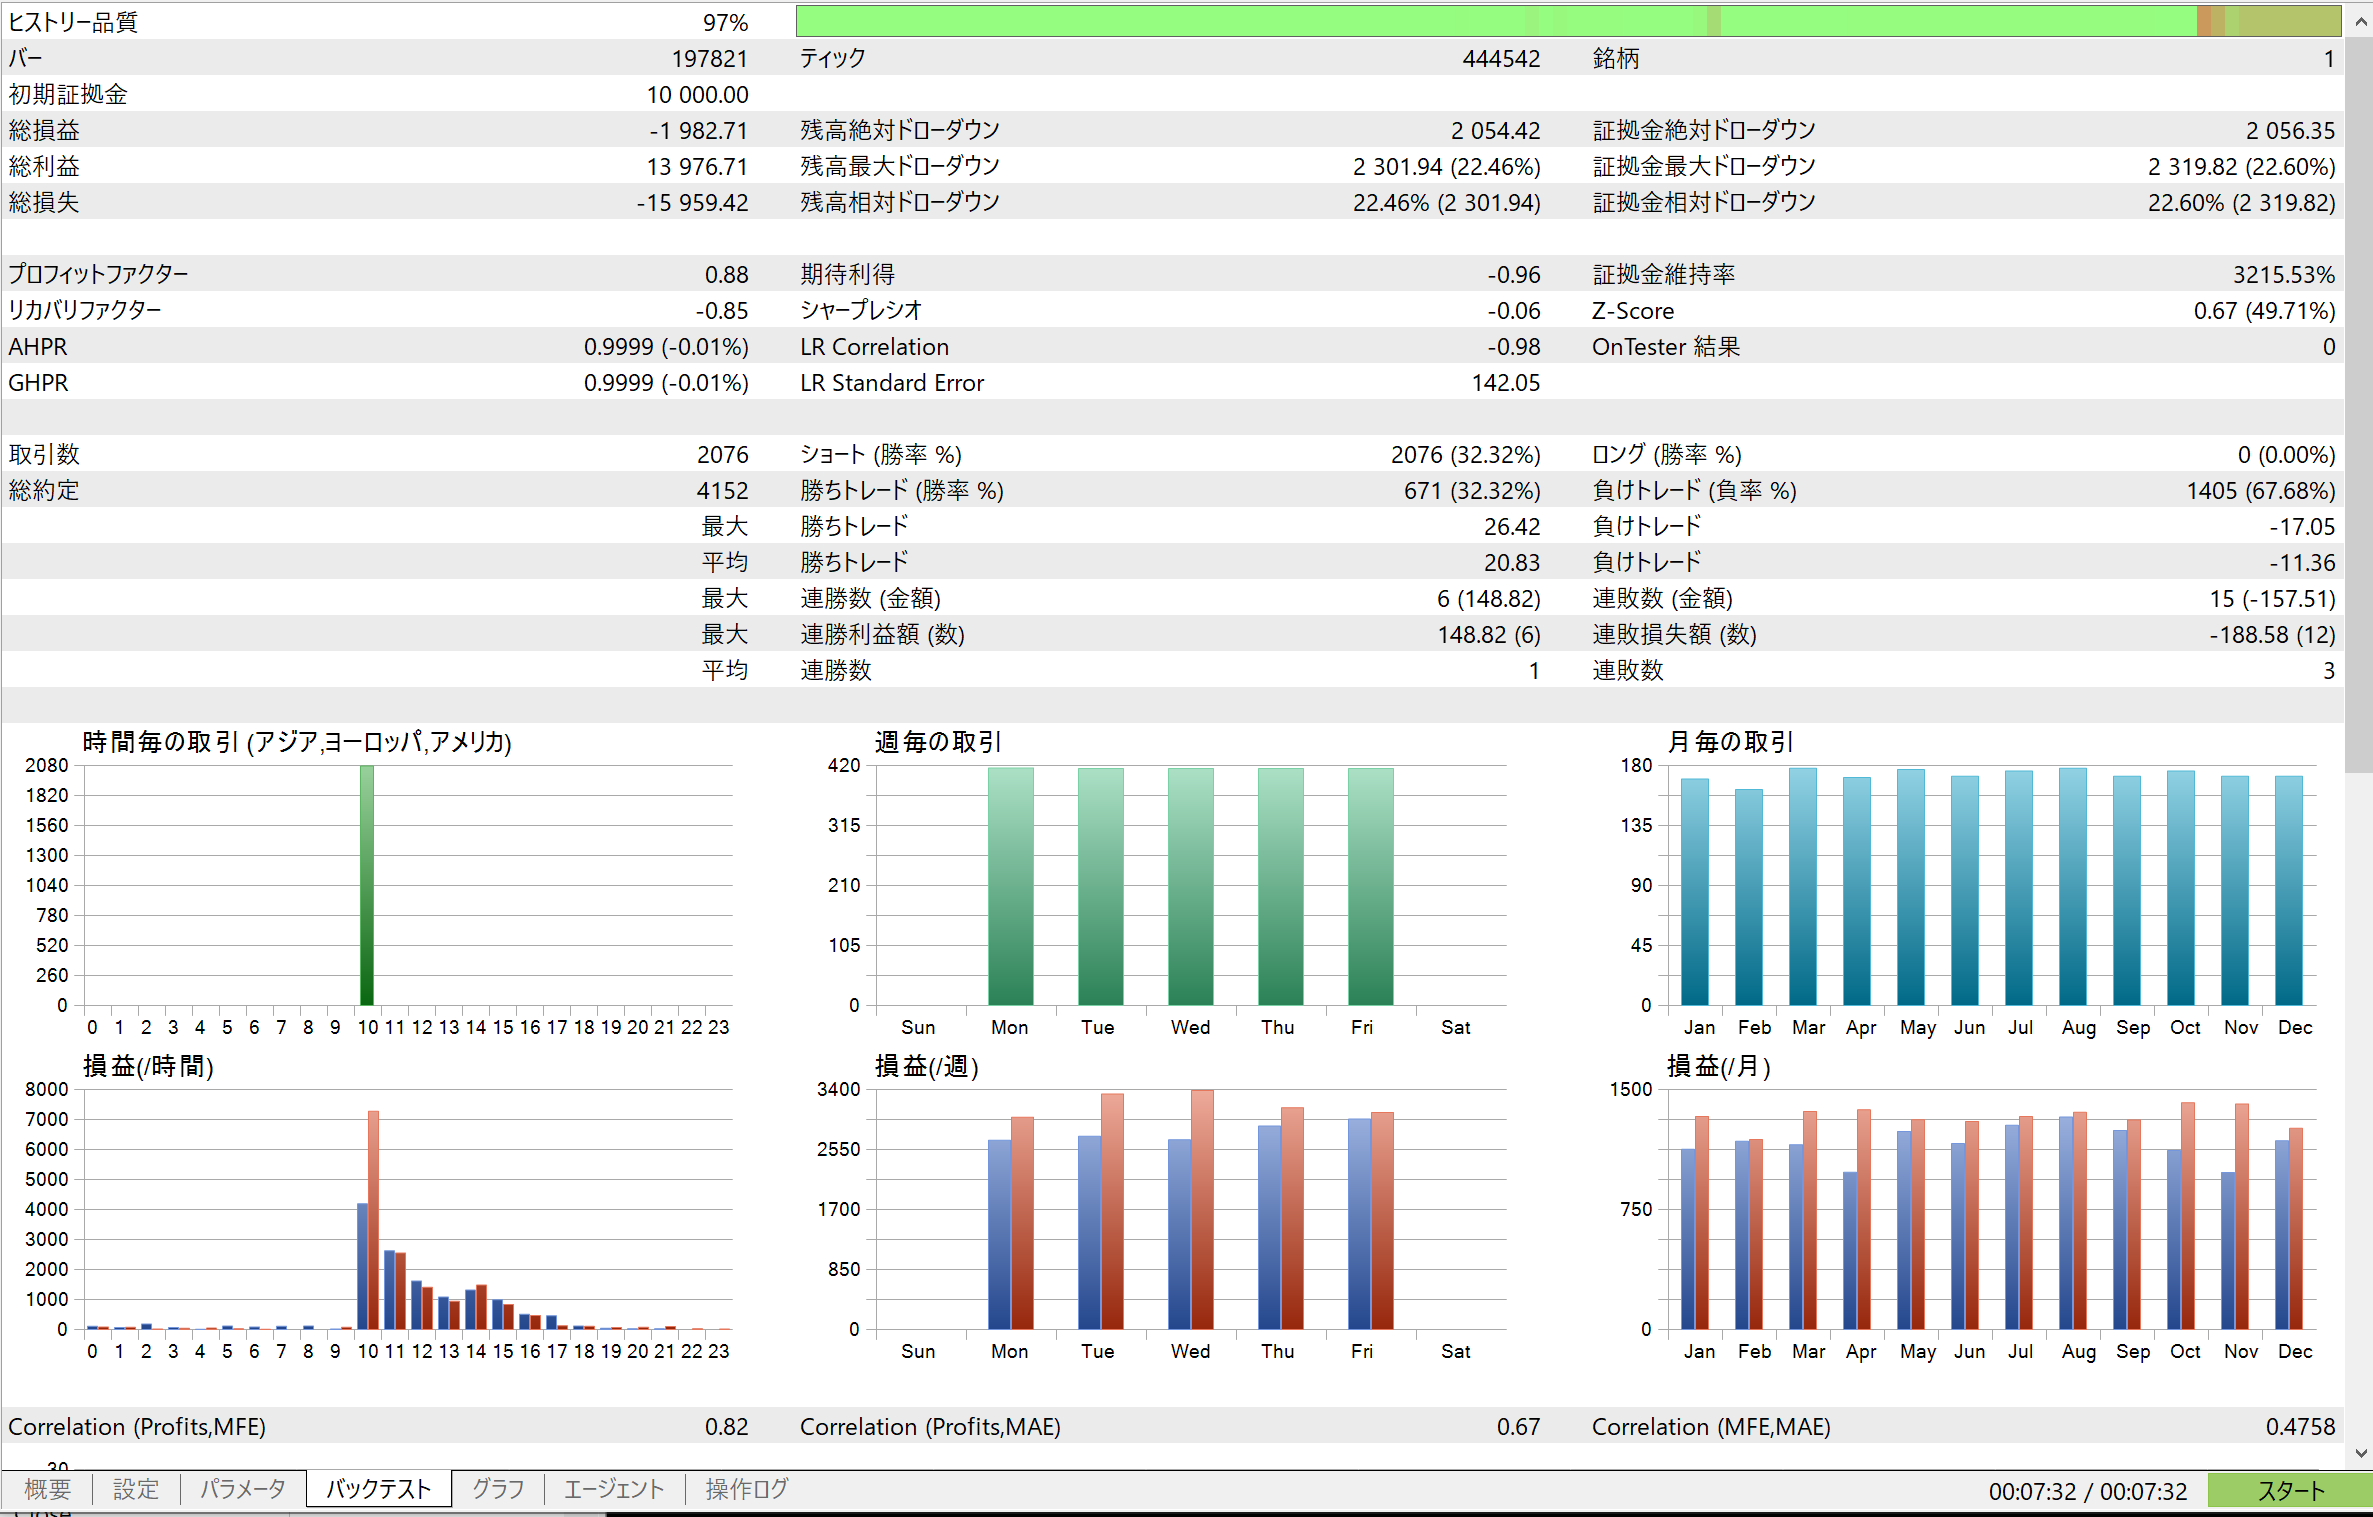 ヒストリー品質 97%
バー 197821 ティック 444542 銘柄 1
初期証拠金 10 000.00
総損益 -1 982.71 残高絶対ドローダウン 2 054.42 証拠金絶対ドローダウン 2 056.35
総利益 13 976.71 残高最大ドローダウン 2 301.94 (22.46%) 証拠金最大ドローダウン 2 319.82 (22.60%)
総損失 -15 959.42 残高相対ドローダウン 22.46% (2 301.94) 証拠金相対ドローダウン 22.60% (2 319.82)
プロフィットファクター 0.88 期待利得 -0.96 証拠金維持率 3215.53%
リカバリファクター -0.85 シャープレシオ -0.06 Z-Score 0.67 (49.71%)
AHPR 0.9999 (-0.01%) LR Correlation -0.98 OnTester 結果 0
GHPR 0.9999 (-0.01%) LR Standard Error 142.05
取引数 2076 ショート (勝率 %) 2076 (32.32%) ロング (勝率 %) 0 (0.00%)
総約定 4152 勝ちトレード (勝率 %) 671 (32.32%) 負けトレード (負率 %) 1405 (67.68%)
最大 勝ちトレード 26.42 負けトレード -17.05
平均 勝ちトレード 20.83 負けトレード -11.36
最大 連勝数 (金額) 6 (148.82) 連敗数 (金額) 15 (-157.51)
最大 連勝利益額 (数) 148.82 (6) 連敗損失額 (数) -188.58 (12)
平均 連勝数 1 連敗数 3
時間毎の取引 (アジア,ヨーロッパ,アメリカ)
2080
1820
1560
1300
1040
780
520
260
0
0 1 2 3 4 5 6 7 8 9 10 11 12 13 14 15 16 17 18 19 20 21 22 23
週毎の取引
420
315
210
105
0
Sun Mon Tue Wed Thu Fri Sat
月毎の取引
180
135
90
45
0
Jan Feb Mar Apr May Jun Jul Aug Sep Oct Nov Dec
損益(/時間)
8000
7000
6000
5000
4000
3000
2000
1000
0
0 1 2 3 4 5 6 7 8 9 10 11 12 13 14 15 16 17 18 19 20 21 22 23
損益(/週)
3400
2550
1700
850
0
Sun Mon Tue Wed Thu Fri Sat
損益(/月)
1500
750
0
Jan Feb Mar Apr May Jun Jul Aug Sep Oct Nov Dec
Correlation (Profits,MFE) 0.82 Correlation (Profits,MAE) 0.67 Correlation (MFE,MAE) 0.4758
30
概要 設定 パラメータ バックテスト グラフ エージェント 操作ログ 00:07:32 / 00:07:32 スタート